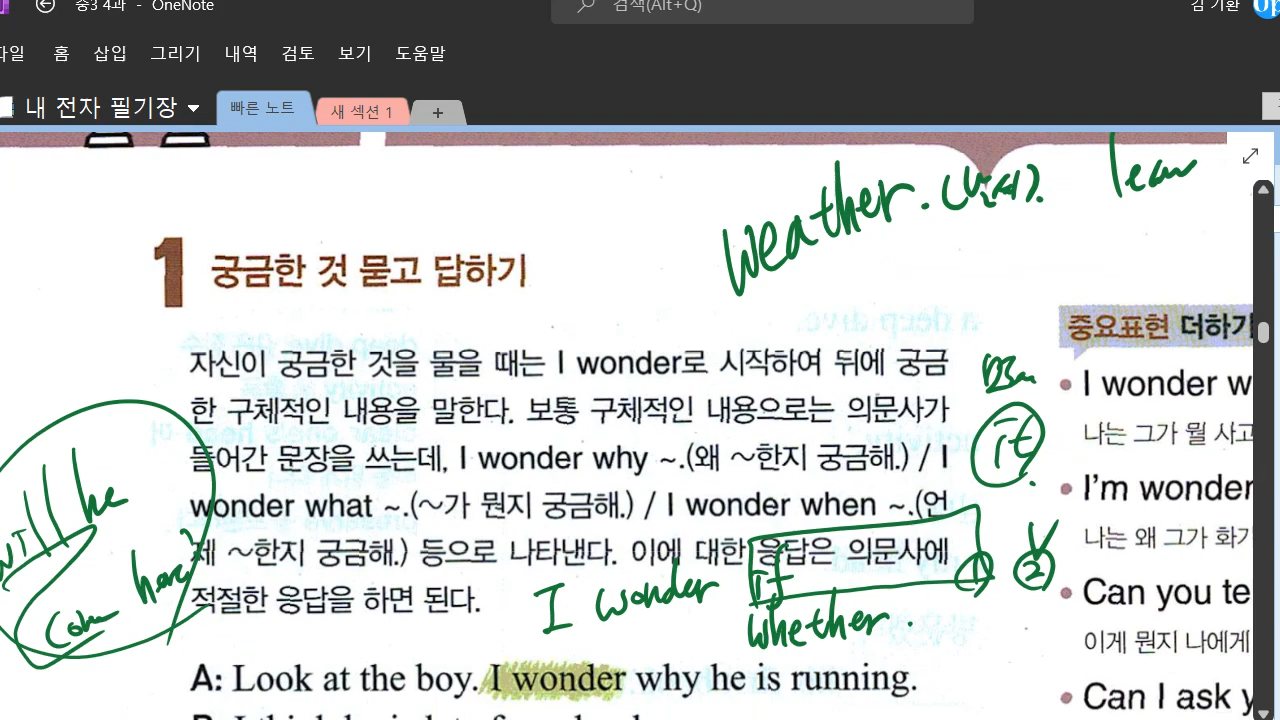 중3 4과 - OneNote
검색(Alt+Q)
김 기환
파일 홈 삽입 그리기 내역 검토 보기 도움말
내 전자 필기장 빠른 노트 새 섹션 1 +
weather.
1 궁금한 것 묻고 답하기
자신이 궁금한 것을 물을 때는 I wonder로 시작하여 뒤에 궁금
한 구체적인 내용을 말한다. 보통 구체적인 내용으로는 의문사가
들어간 문장을 쓰는데, I wonder why ~.(왜 ~한지 궁금해.) / I
wonder what ~.(~가 뭔지 궁금해.) / I wonder when ~.(언
제 ~한지 궁금해.) 등으로 나타낸다. 이에 대한 응답은 의문사에
적절한 응답을 하면 된다.
will he
come here?
I wonder if ① ②
whether.
if.
A: Look at the boy. I wonder why he is running.
중요표현 더하기
I wonder w
나는 그가 뭘 사고
I'm wonder
나는 왜 그가 화가
Can you te
이게 뭔지 나에게
Can I ask y